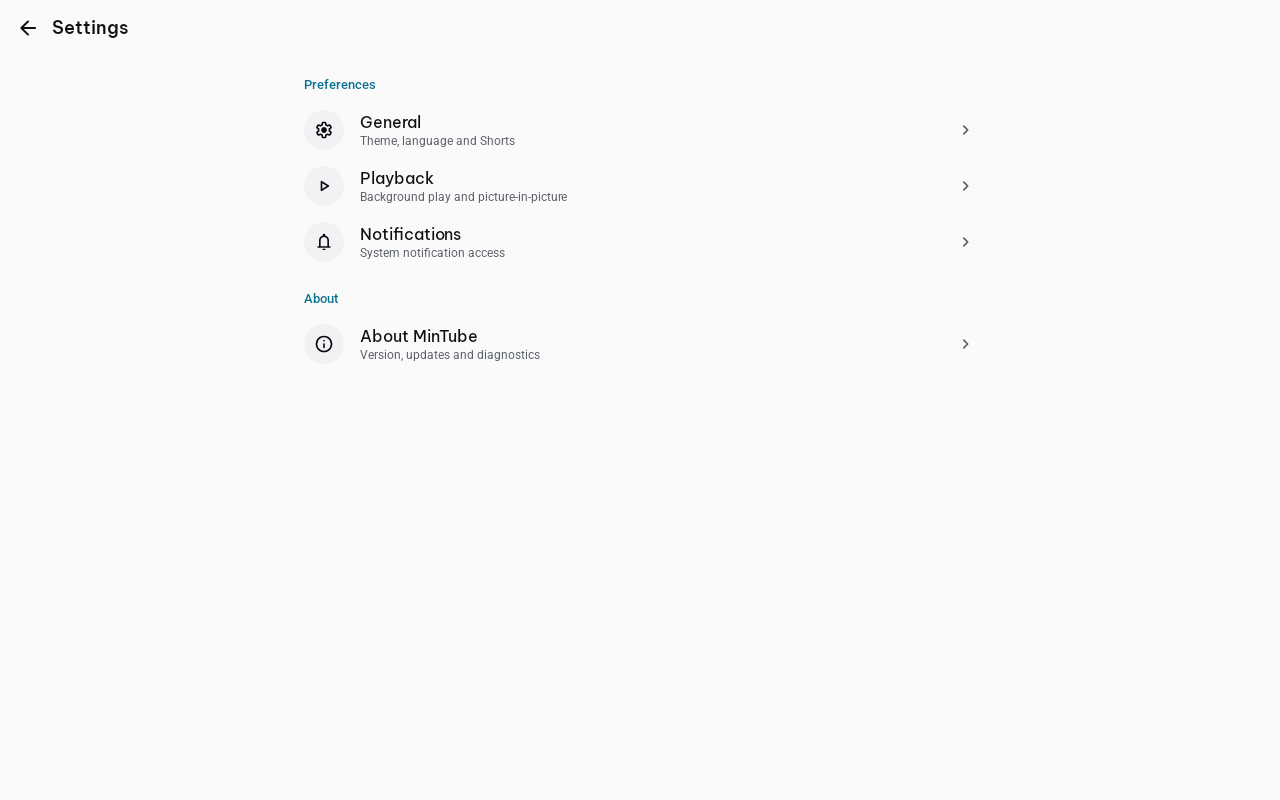 Settings
Preferences
General
Theme, language and Shorts
Playback
Background play and picture-in-picture
Notifications
System notification access
About
About MinTube
Version, updates and diagnostics